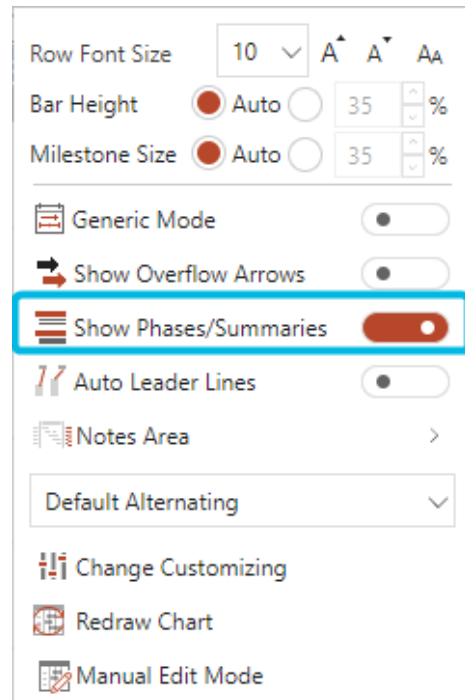 Row Font Size 10 A A AA
Bar Height Auto 35 %
Milestone Size Auto 35 %
Generic Mode
Show Overflow Arrows
Show Phases/Summaries
Auto Leader Lines
Notes Area
Default Alternating
Change Customizing
Redraw Chart
Manual Edit Mode